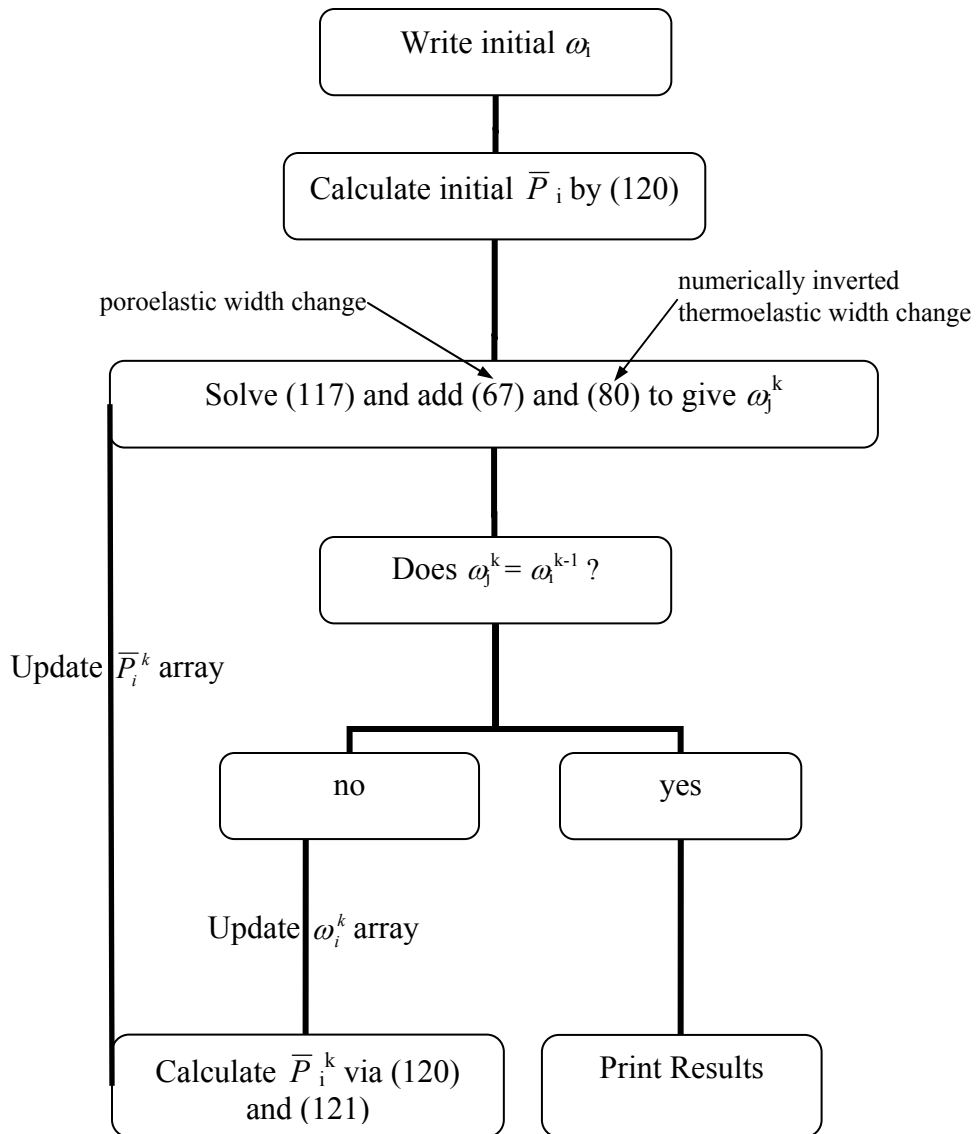 Write initial ωᵢ
Calculate initial P̅ ᵢ by (120)
poroelastic width change
numerically inverted
thermoelastic width change
Solve (117) and add (67) and (80) to give ωⱼᵏ
Does ωⱼᵏ = ωᵢᵏ⁻¹ ?
Update P̅ᵢᵏ array
no
yes
Update ωᵢᵏ array
Calculate P̅ ᵢᵏ via (120)
and (121)
Print Results